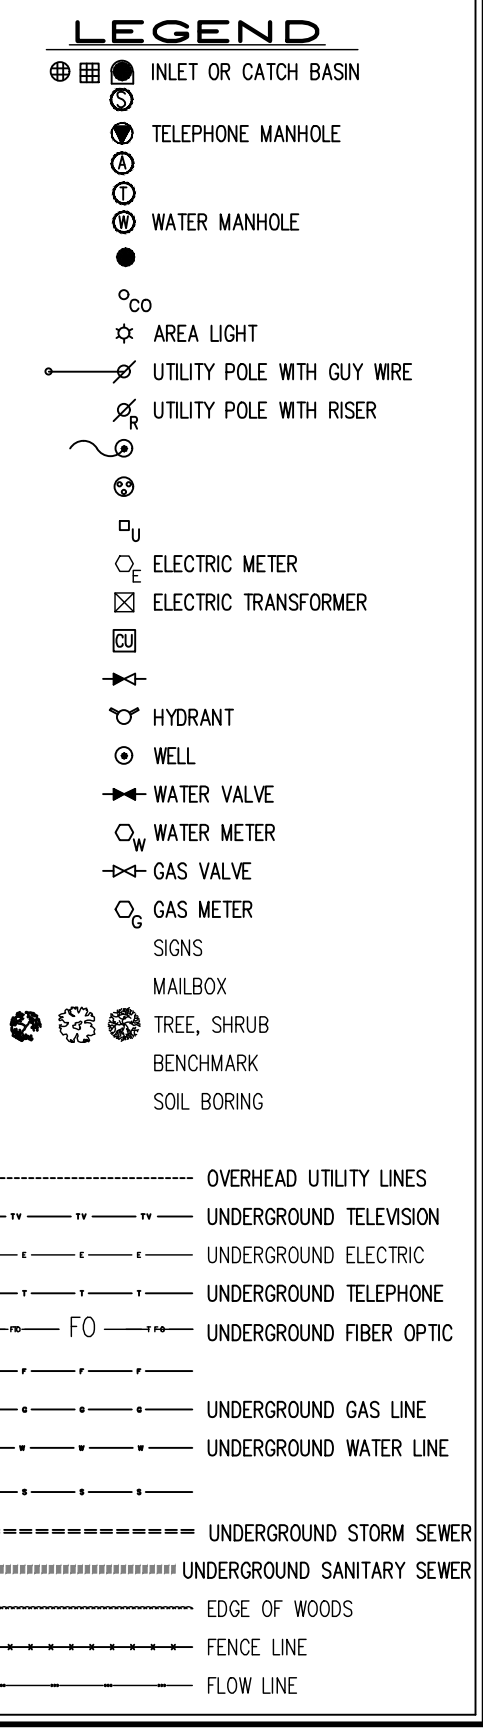 LEGEND
INLET OR CATCH BASIN
S
TELEPHONE MANHOLE
A
T
W WATER MANHOLE
CO
AREA LIGHT
UTILITY POLE WITH GUY WIRE
R UTILITY POLE WITH RISER
U
E ELECTRIC METER
ELECTRIC TRANSFORMER
CU
HYDRANT
WELL
WATER VALVE
W WATER METER
GAS VALVE
G GAS METER
SIGNS
MAILBOX
TREE, SHRUB
BENCHMARK
SOIL BORING
OVERHEAD UTILITY LINES
TV TV TV UNDERGROUND TELEVISION
E E E UNDERGROUND ELECTRIC
T T T UNDERGROUND TELEPHONE
FO UNDERGROUND FIBER OPTIC
F F F
G G G UNDERGROUND GAS LINE
W W W UNDERGROUND WATER LINE
S S S
UNDERGROUND STORM SEWER
UNDERGROUND SANITARY SEWER
EDGE OF WOODS
FENCE LINE
FLOW LINE